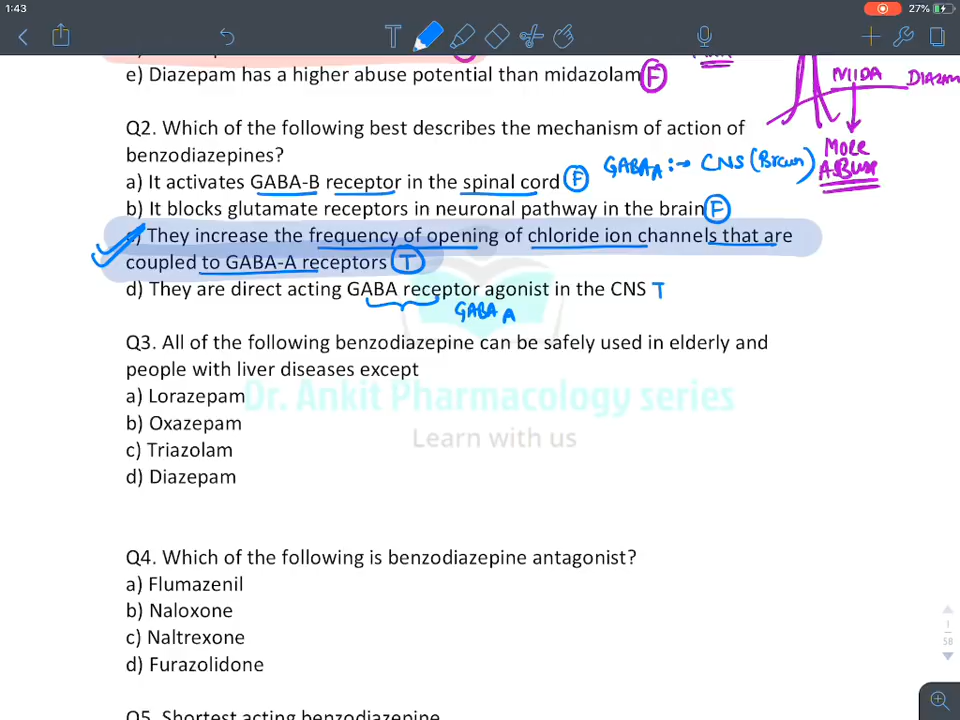 1:43
27%
e) Diazepam has a higher abuse potential than midazolam F
MIDA DIAZAM
MORE
ABUSE
Q2. Which of the following best describes the mechanism of action of
benzodiazepines?
GABA A :→ CNS (Brain)
a) It activates GABA-B receptor in the spinal cord F
b) It blocks glutamate receptors in neuronal pathway in the brain F
c) They increase the frequency of opening of chloride ion channels that are
coupled to GABA-A receptors T
d) They are direct acting GABA receptor agonist in the CNS T
GABA A
Q3. All of the following benzodiazepine can be safely used in elderly and
people with liver diseases except
a) Lorazepam
b) Oxazepam
c) Triazolam
d) Diazepam
Dr. Ankit Pharmacology series
Learn with us
Q4. Which of the following is benzodiazepine antagonist?
a) Flumazenil
b) Naloxone
c) Naltrexone
d) Furazolidone
Q5. Shortest acting benzodiazepine
1
58